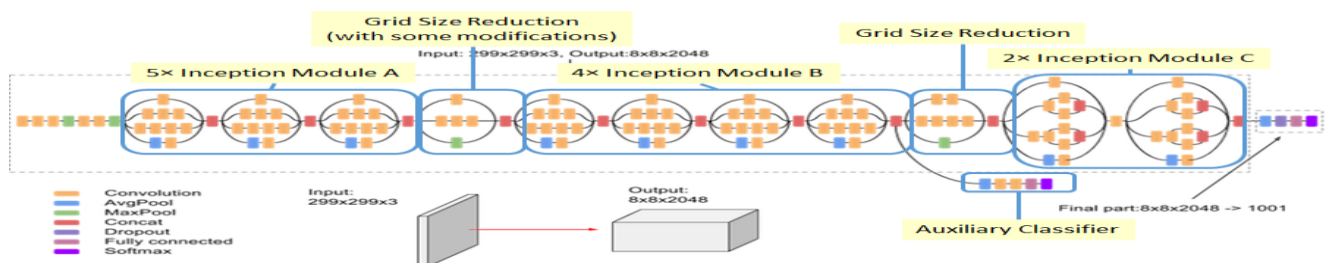 Grid Size Reduction
(with some modifications)
Grid Size Reduction
Input: 299x299x3, Output:8x8x2048
5× Inception Module A
4× Inception Module B
2× Inception Module C
Convolution
AvgPool
MaxPool
Concat
Dropout
Fully connected
Softmax
Input:
299x299x3
Output:
8x8x2048
Final part:8x8x2048 -> 1001
Auxiliary Classifier